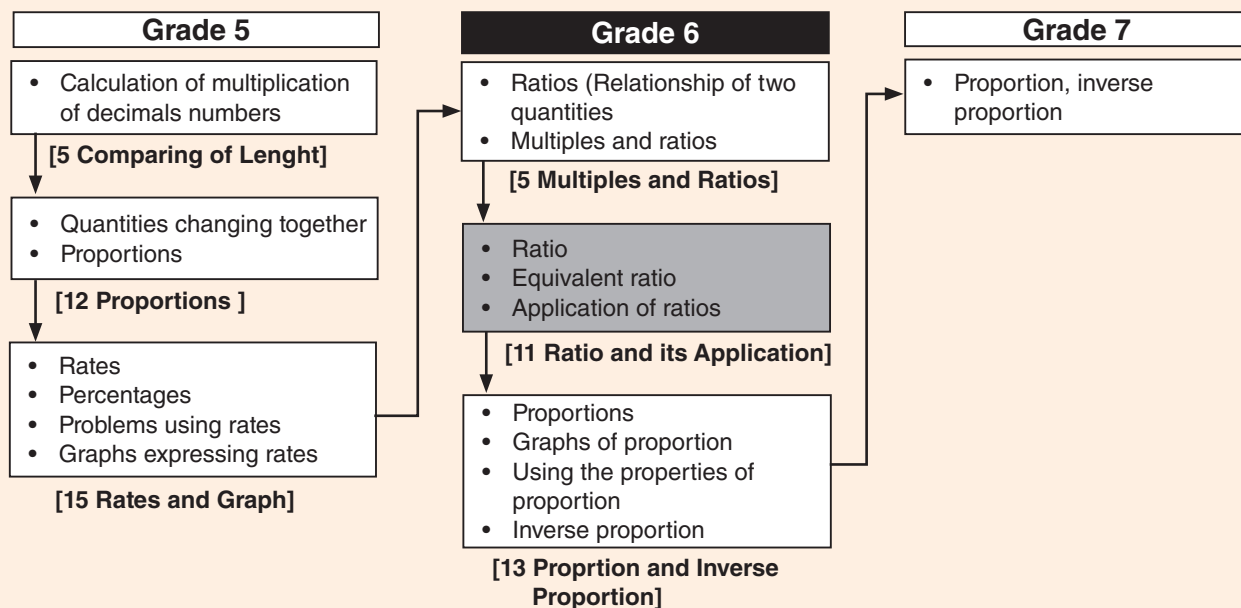 Grade 5
• Calculation of multiplication
of decimals numbers
[5 Comparing of Lenght]
• Quantities changing together
• Proportions
[12 Proportions ]
• Rates
• Percentages
• Problems using rates
• Graphs expressing rates
[15 Rates and Graph]
Grade 6
• Ratios (Relationship of two
quantities
• Multiples and ratios
[5 Multiples and Ratios]
• Ratio
• Equivalent ratio
• Application of ratios
[11 Ratio and its Application]
• Proportions
• Graphs of proportion
• Using the properties of
proportion
• Inverse proportion
[13 Proprtion and Inverse
Proportion]
Grade 7
• Proportion, inverse
proportion